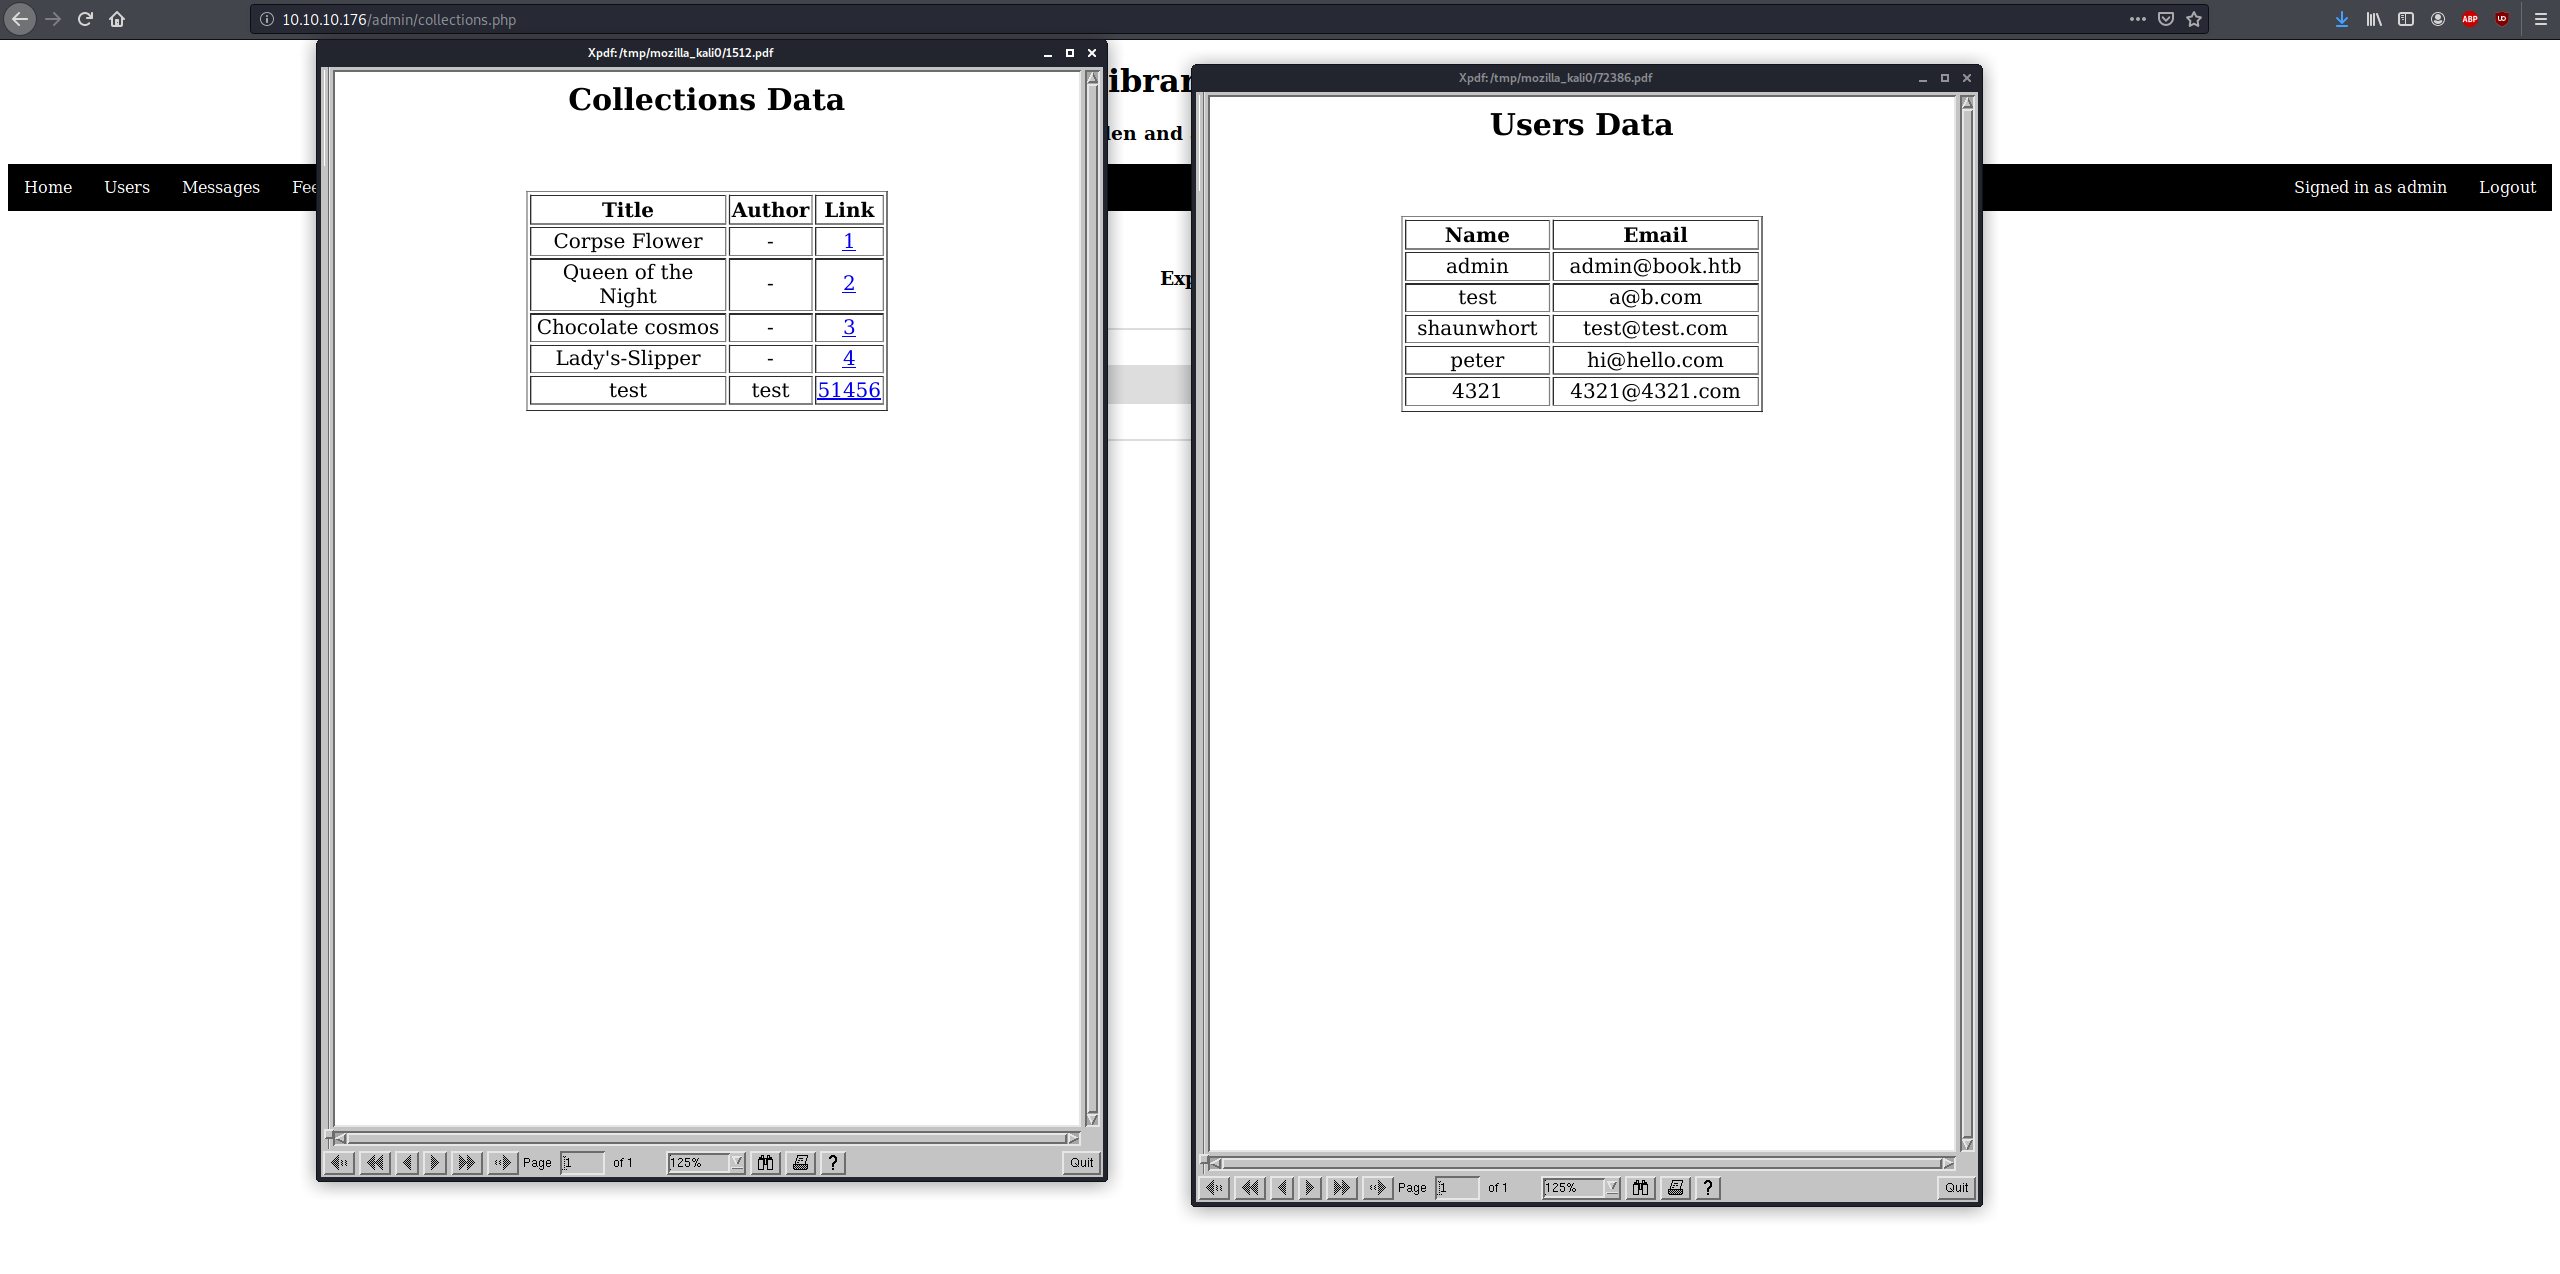 10.10.10.176/admin/collections.php
ABP
Xpdf: /tmp/mozilla_kali0/1512.pdf
Collections Data
Title Author Link
Corpse Flower - 1
Queen of the
Night - 2
Chocolate cosmos - 3
Lady's-Slipper - 4
test test 51456
Page 1 of 1 125% ? Quit
Xpdf: /tmp/mozilla_kali0/72386.pdf
Users Data
Name Email
admin admin@book.htb
test a@b.com
shaunwhort test@test.com
peter hi@hello.com
4321 4321@4321.com
Page 1 of 1 125% ? Quit
Home Users Messages
Signed in as admin Logout
and